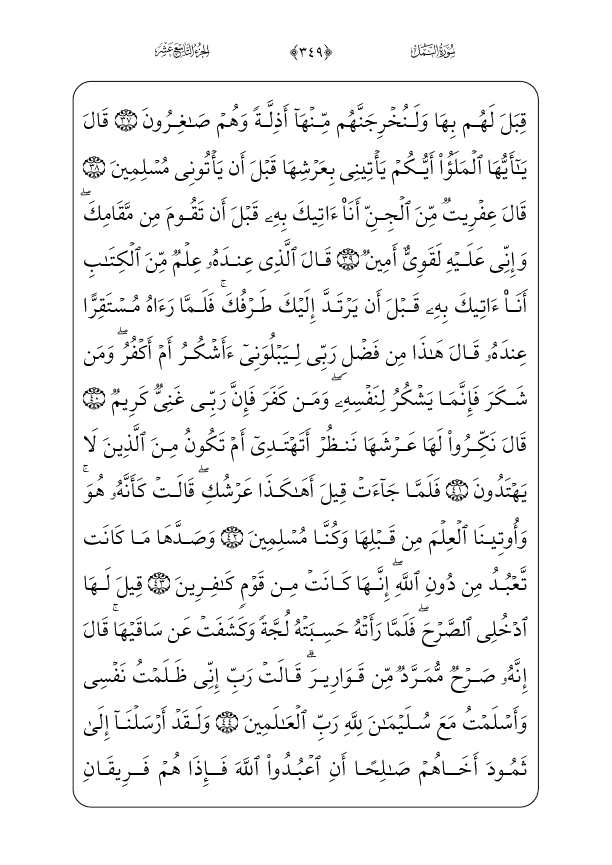 سُورَةُ النَّمْلِ ﴿٣٤٩﴾ الجُزْءُ التَّاسِعَ عَشَرَ
قِبَلَ لَهُم بِهَا وَلَنُخْرِجَنَّهُم مِّنْهَآ أَذِلَّةً وَهُمْ صَـٰغِرُونَ ٣٧ قَالَ
يَـٰٓأَيُّهَا ٱلْمَلَؤُا۟ أَيُّكُمْ يَأْتِينِى بِعَرْشِهَا قَبْلَ أَن يَأْتُونِى مُسْلِمِينَ ٣٨
قَالَ عِفْرِيتٌ مِّنَ ٱلْجِنِّ أَنَا۠ ءَاتِيكَ بِهِۦ قَبْلَ أَن تَقُومَ مِن مَّقَامِكَ ۖ
وَإِنِّى عَلَيْهِ لَقَوِىٌّ أَمِينٌ ٣٩ قَالَ ٱلَّذِى عِندَهُۥ عِلْمٌ مِّنَ ٱلْكِتَـٰبِ
أَنَا۠ ءَاتِيكَ بِهِۦ قَبْلَ أَن يَرْتَدَّ إِلَيْكَ طَرْفُكَ ۚ فَلَمَّا رَءَاهُ مُسْتَقِرًّا
عِندَهُۥ قَالَ هَـٰذَا مِن فَضْلِ رَبِّى لِيَبْلُوَنِىٓ ءَأَشْكُرُ أَمْ أَكْفُرُ ۖ وَمَن
شَكَرَ فَإِنَّمَا يَشْكُرُ لِنَفْسِهِۦ ۖ وَمَن كَفَرَ فَإِنَّ رَبِّى غَنِىٌّ كَرِيمٌ ٤٠
قَالَ نَكِّرُوا۟ لَهَا عَرْشَهَا نَنظُرْ أَتَهْتَدِىٓ أَمْ تَكُونُ مِنَ ٱلَّذِينَ لَا
يَهْتَدُونَ ٤١ فَلَمَّا جَآءَتْ قِيلَ أَهَـٰكَذَا عَرْشُكِ ۖ قَالَتْ كَأَنَّهُۥ هُوَ ۚ
وَأُوتِينَا ٱلْعِلْمَ مِن قَبْلِهَا وَكُنَّا مُسْلِمِينَ ٤٢ وَصَدَّهَا مَا كَانَت
تَّعْبُدُ مِن دُونِ ٱللَّهِ ۖ إِنَّهَا كَانَتْ مِن قَوْمٍ كَـٰفِرِينَ ٤٣ قِيلَ لَهَا
ٱدْخُلِى ٱلصَّرْحَ ۖ فَلَمَّا رَأَتْهُ حَسِبَتْهُ لُجَّةً وَكَشَفَتْ عَن سَاقَيْهَا ۚ قَالَ
إِنَّهُۥ صَرْحٌ مُّمَرَّدٌ مِّن قَوَارِيرَ ۗ قَالَتْ رَبِّ إِنِّى ظَلَمْتُ نَفْسِى
وَأَسْلَمْتُ مَعَ سُلَيْمَـٰنَ لِلَّهِ رَبِّ ٱلْعَـٰلَمِينَ ٤٤ وَلَقَدْ أَرْسَلْنَآ إِلَىٰ
ثَمُودَ أَخَاهُمْ صَـٰلِحًا أَنِ ٱعْبُدُوا۟ ٱللَّهَ فَإِذَا هُمْ فَرِيقَانِ